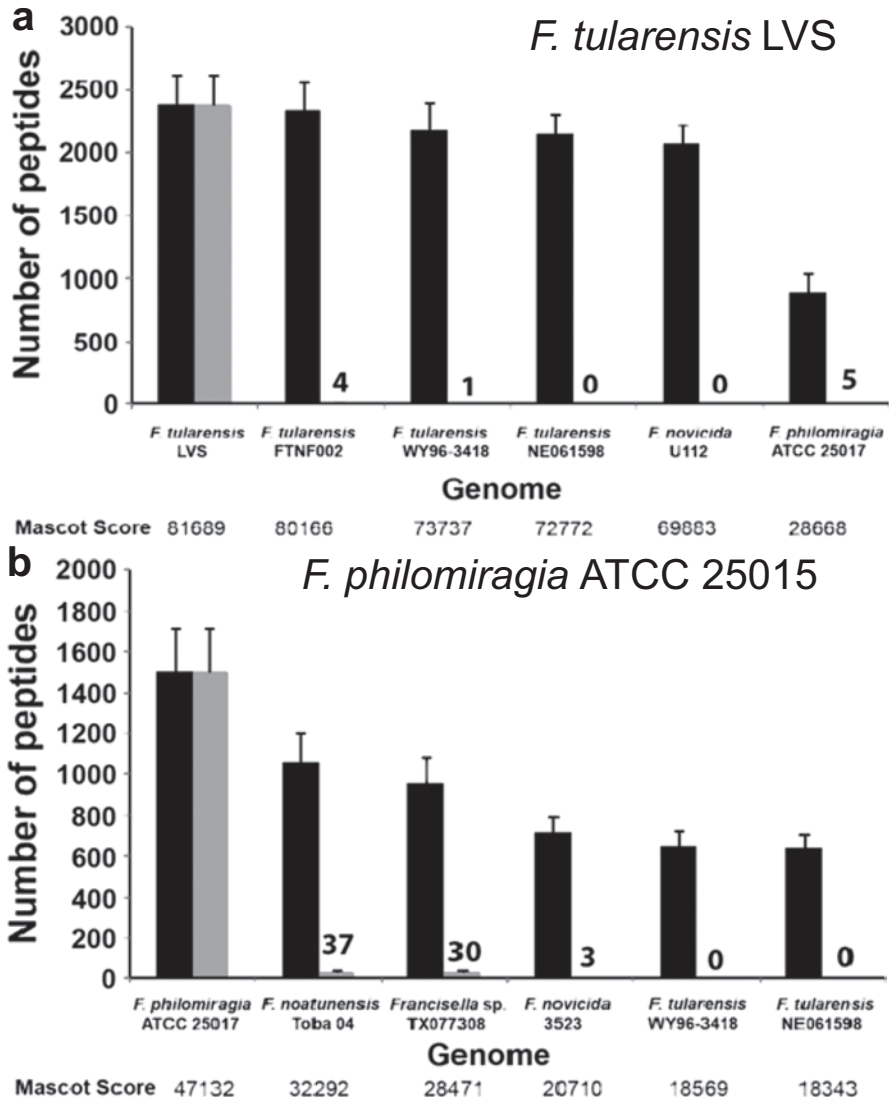 a
F. tularensis LVS
3000
2500
2000
1500
1000
500
0
Number of peptides
4
1
0
0
5
F. tularensis LVS
F. tularensis FTNF002
F. tularensis WY96-3418
F. tularensis NE061598
F. novicida U112
F. philomiragia ATCC 25017
Genome
Mascot Score 81689 80166 73737 72772 69883 28668
b
F. philomiragia ATCC 25015
2000
1800
1600
1400
1200
1000
800
600
400
200
0
Number of peptides
37
30
3
0
0
F. philomiragia ATCC 25017
F. noatunensis Toba 04
Francisella sp. TX077308
F. novicida 3523
F. tularensis WY96-3418
F. tularensis NE061598
Genome
Mascot Score 47132 32292 28471 20710 18569 18343